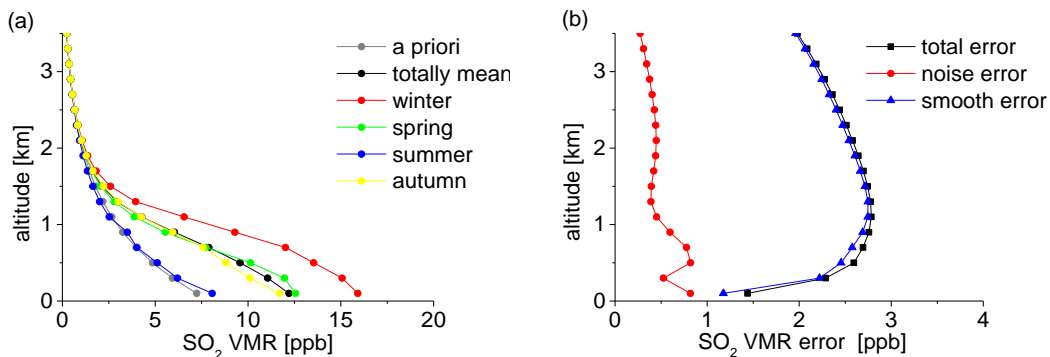 (a)
a priori
totally mean
winter
spring
summer
autumn
altitude [km]
3
2
1
0
0 5 10 15 20
SO2 VMR [ppb]
(b)
total error
noise error
smooth error
altitude [km]
3
2
1
0
0 1 2 3 4
SO2 VMR error [ppb]